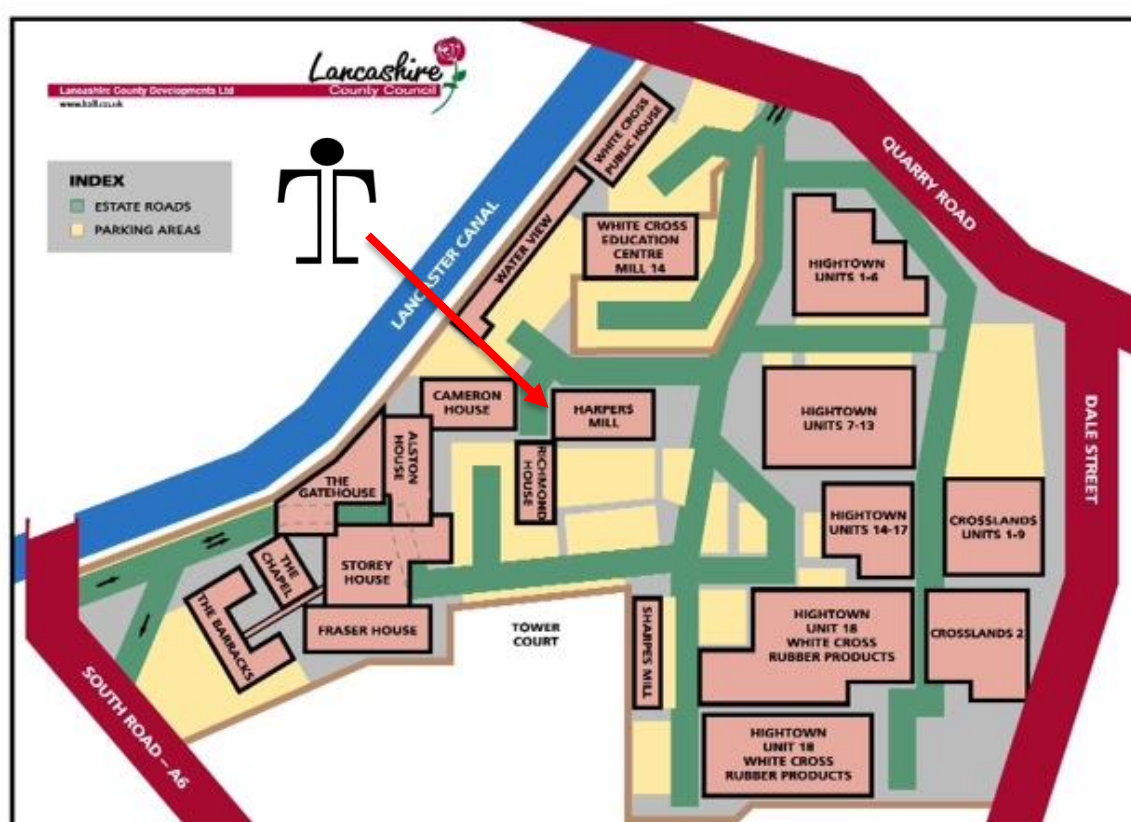 Lancashire
County Council
Lancashire County Developments Ltd
INDEX
ESTATE ROADS
PARKING AREAS
LANCASTER CANAL
WHITE CROSS
PUBLIC HOUSE
WATER VIEW
WHITE CROSS
EDUCATION
CENTRE
MILL 14
QUARRY ROAD
HIGHTOWN
UNITS 1-6
CAMERON
HOUSE
HARPERS
MILL
HIGHTOWN
UNITS 7-13
DALE STREET
ALSTON
HOUSE
THE
GATEHOUSE
RICHMOND
HOUSE
HIGHTOWN
UNITS 14-17
CROSSLANDS
UNITS 1-9
THE
CHAPEL
STOREY
HOUSE
THE BARRACKS
FRASER HOUSE
TOWER
COURT
SHARPES MILL
HIGHTOWN
UNIT 18
WHITE CROSS
RUBBER PRODUCTS
CROSSLANDS 2
SOUTH ROAD – A6
HIGHTOWN
UNIT 18
WHITE CROSS
RUBBER PRODUCTS